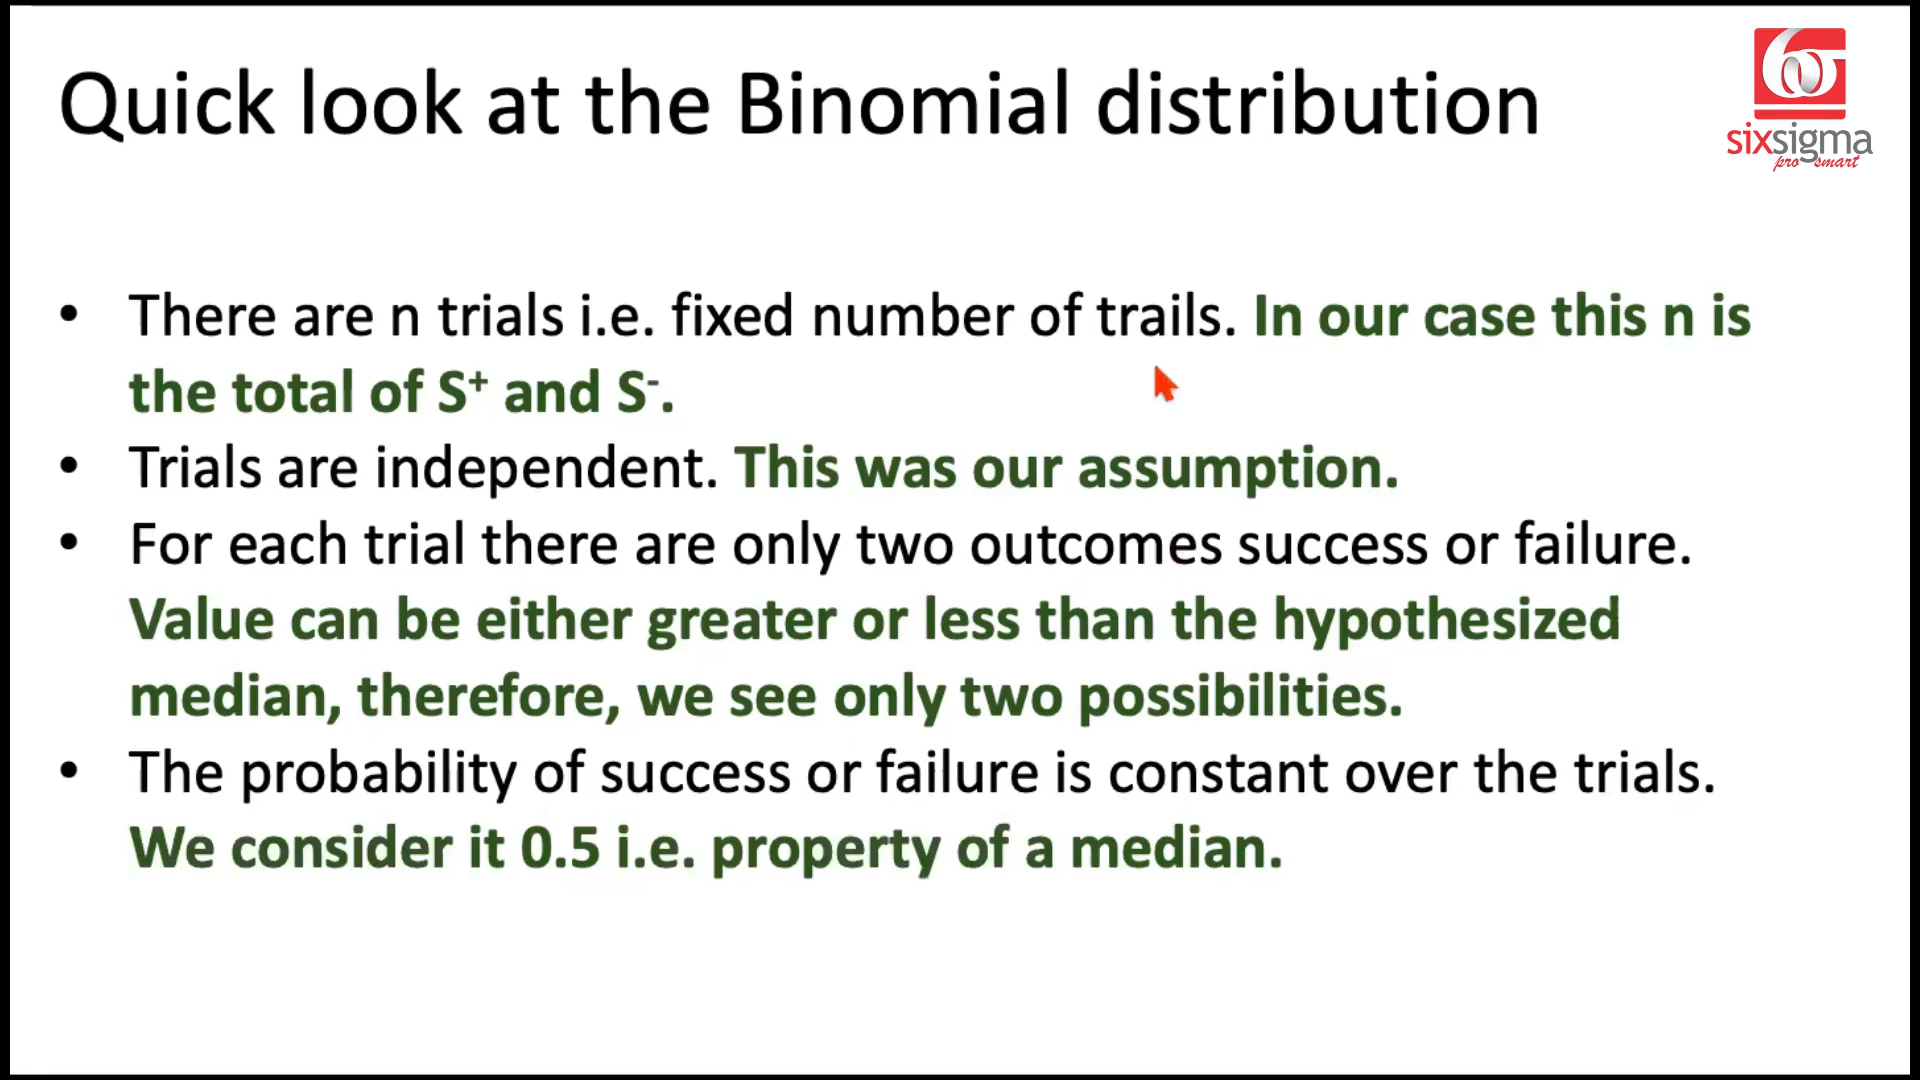 Quick look at the Binomial distribution
6σ
sixsigma
pro smart
• There are n trials i.e. fixed number of trails. In our case this n is
the total of S⁺ and S⁻.
• Trials are independent. This was our assumption.
• For each trial there are only two outcomes success or failure.
Value can be either greater or less than the hypothesized
median, therefore, we see only two possibilities.
• The probability of success or failure is constant over the trials.
We consider it 0.5 i.e. property of a median.